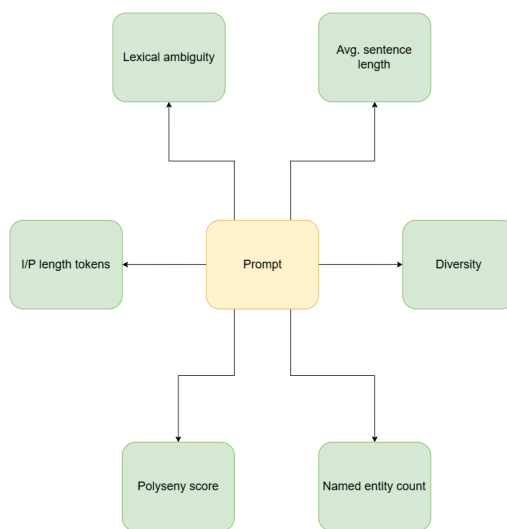 Lexical ambiguity
Avg. sentence
length
I/P length tokens
Prompt
Diversity
Polyseny score
Named entity count